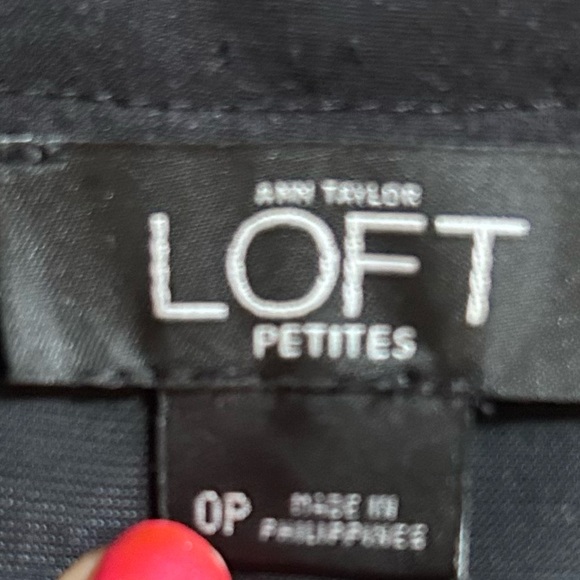 ANN TAYLOR
LOFT
PETITES
0P MADE IN
PHILIPPINES